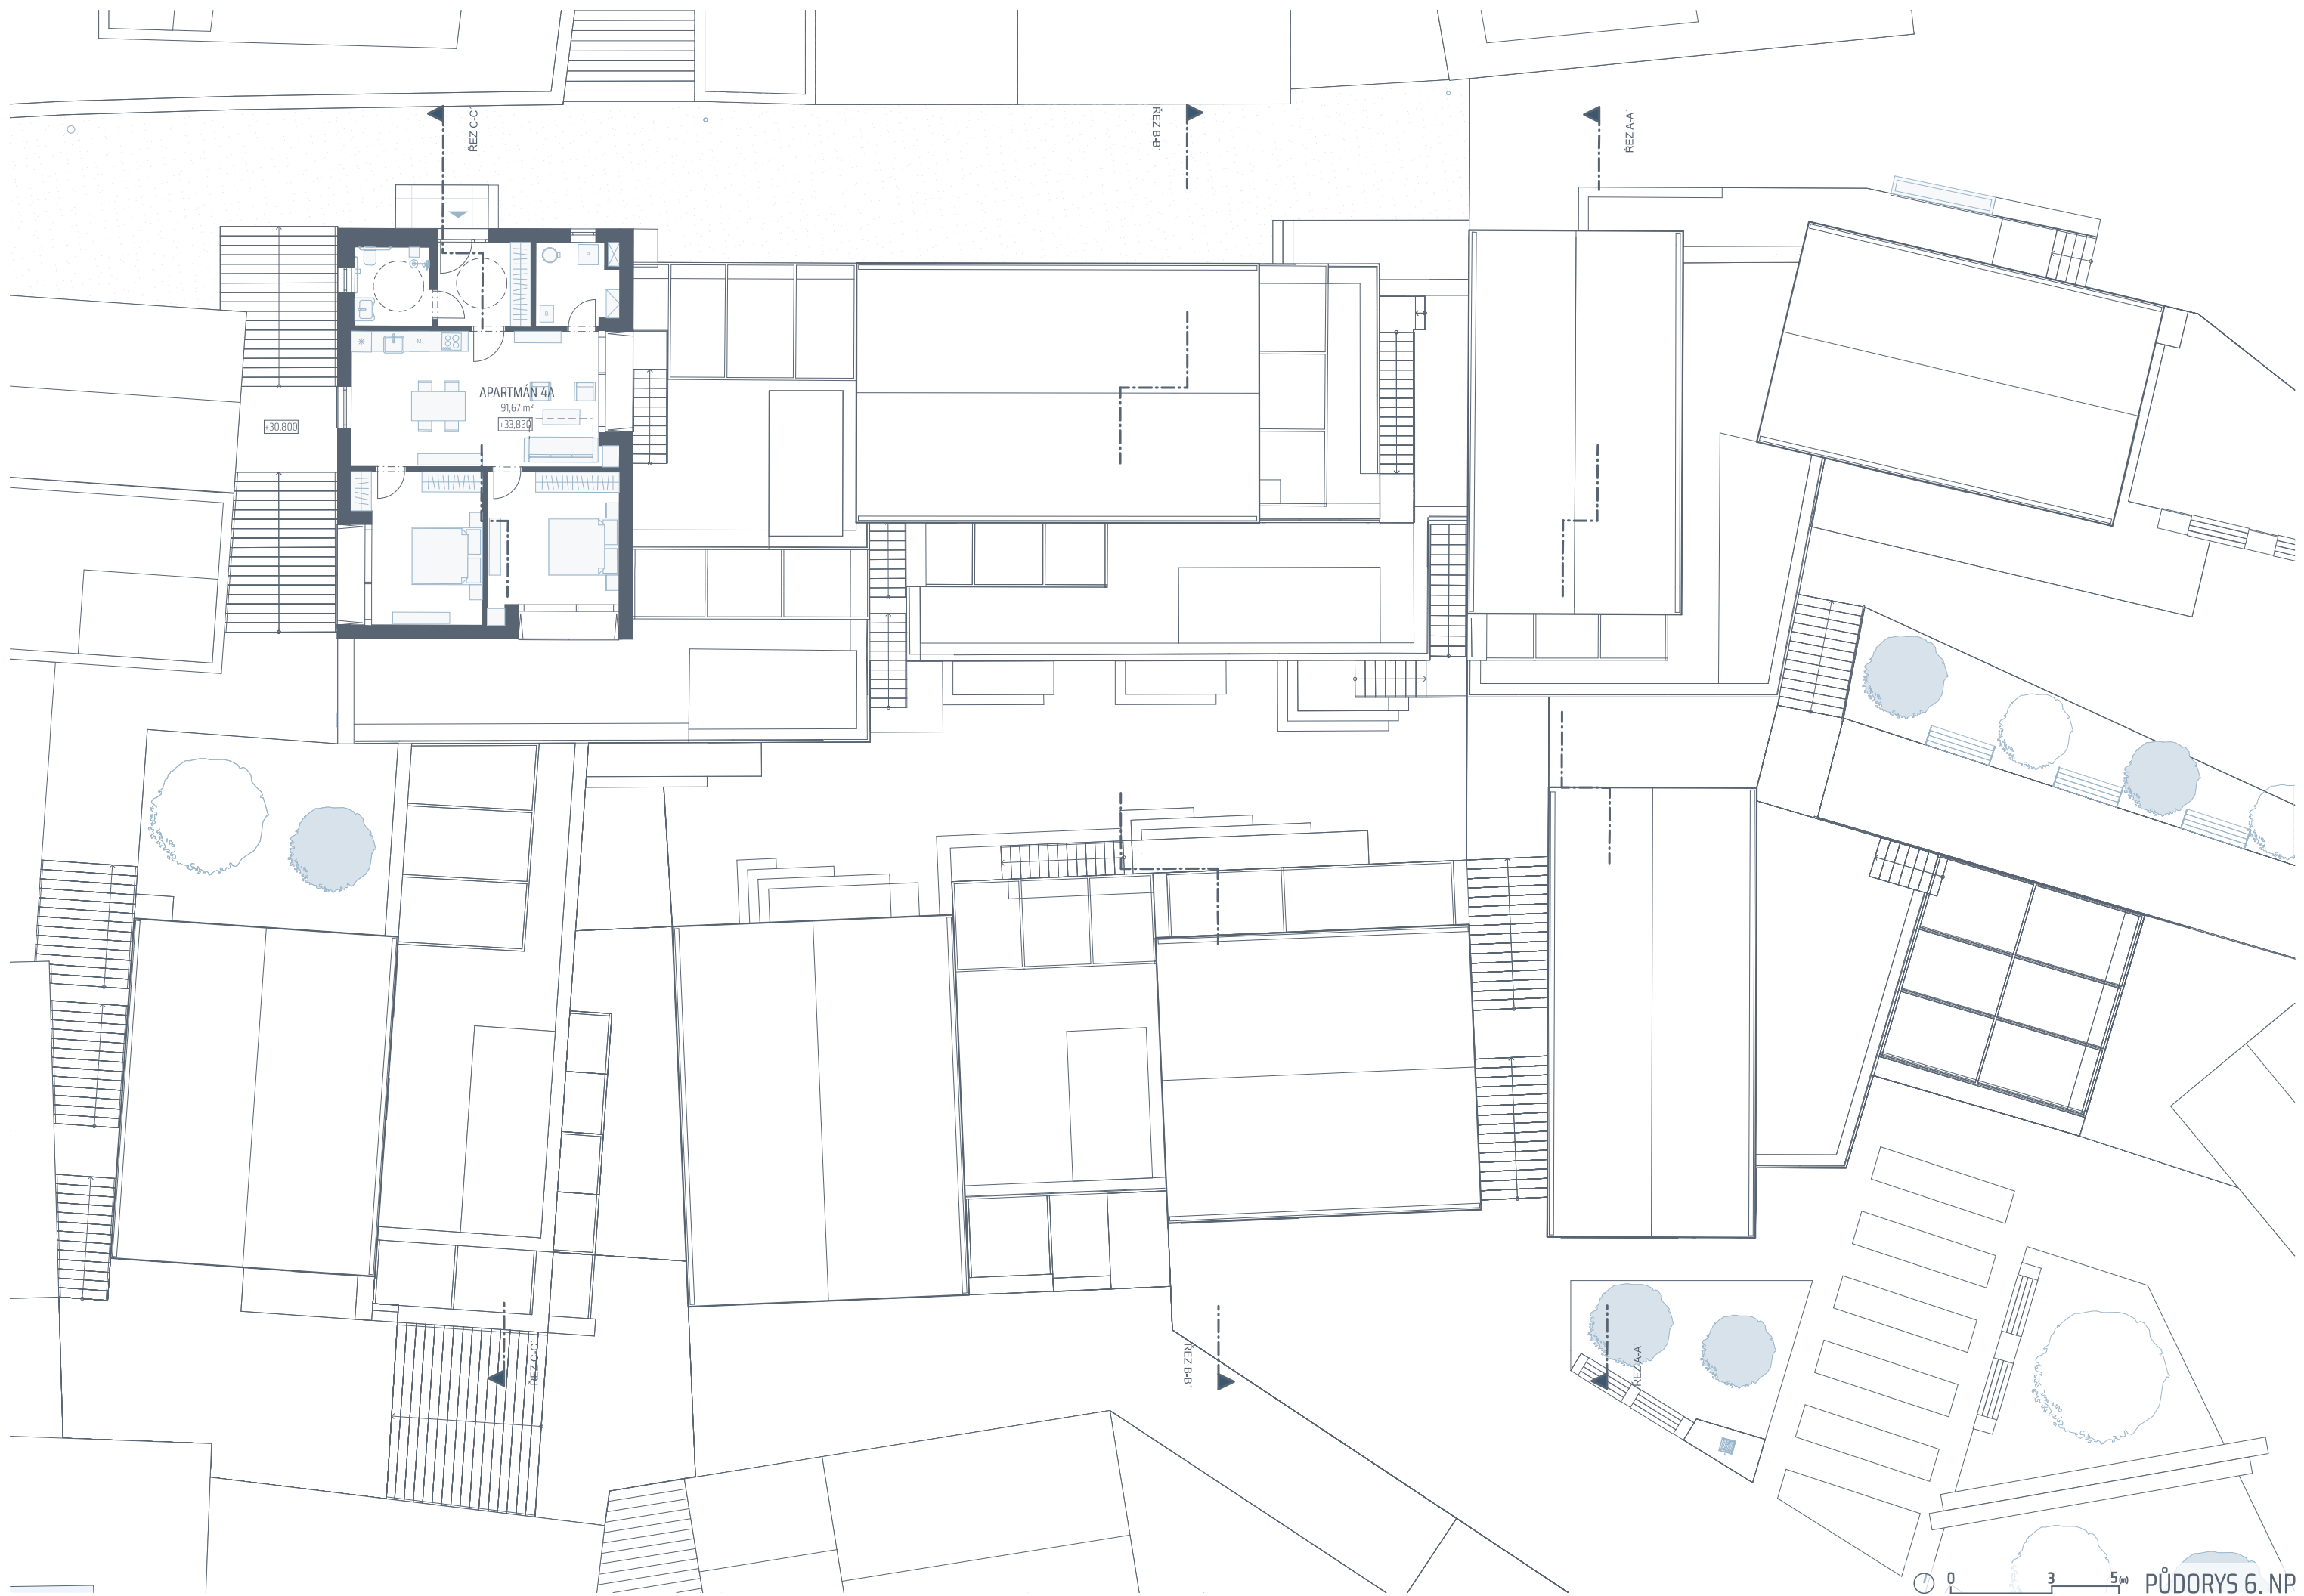 ŘEZ C-C'
ŘEZ B-B'
ŘEZ A-A'
P
M
APARTMÁN 4A
91,67 m²
+33,820
+30,800
ŘEZ C-C'
ŘEZ B-B'
ŘEZ A-A'
0 3 5 (m)
PŮDORYS 6. NP